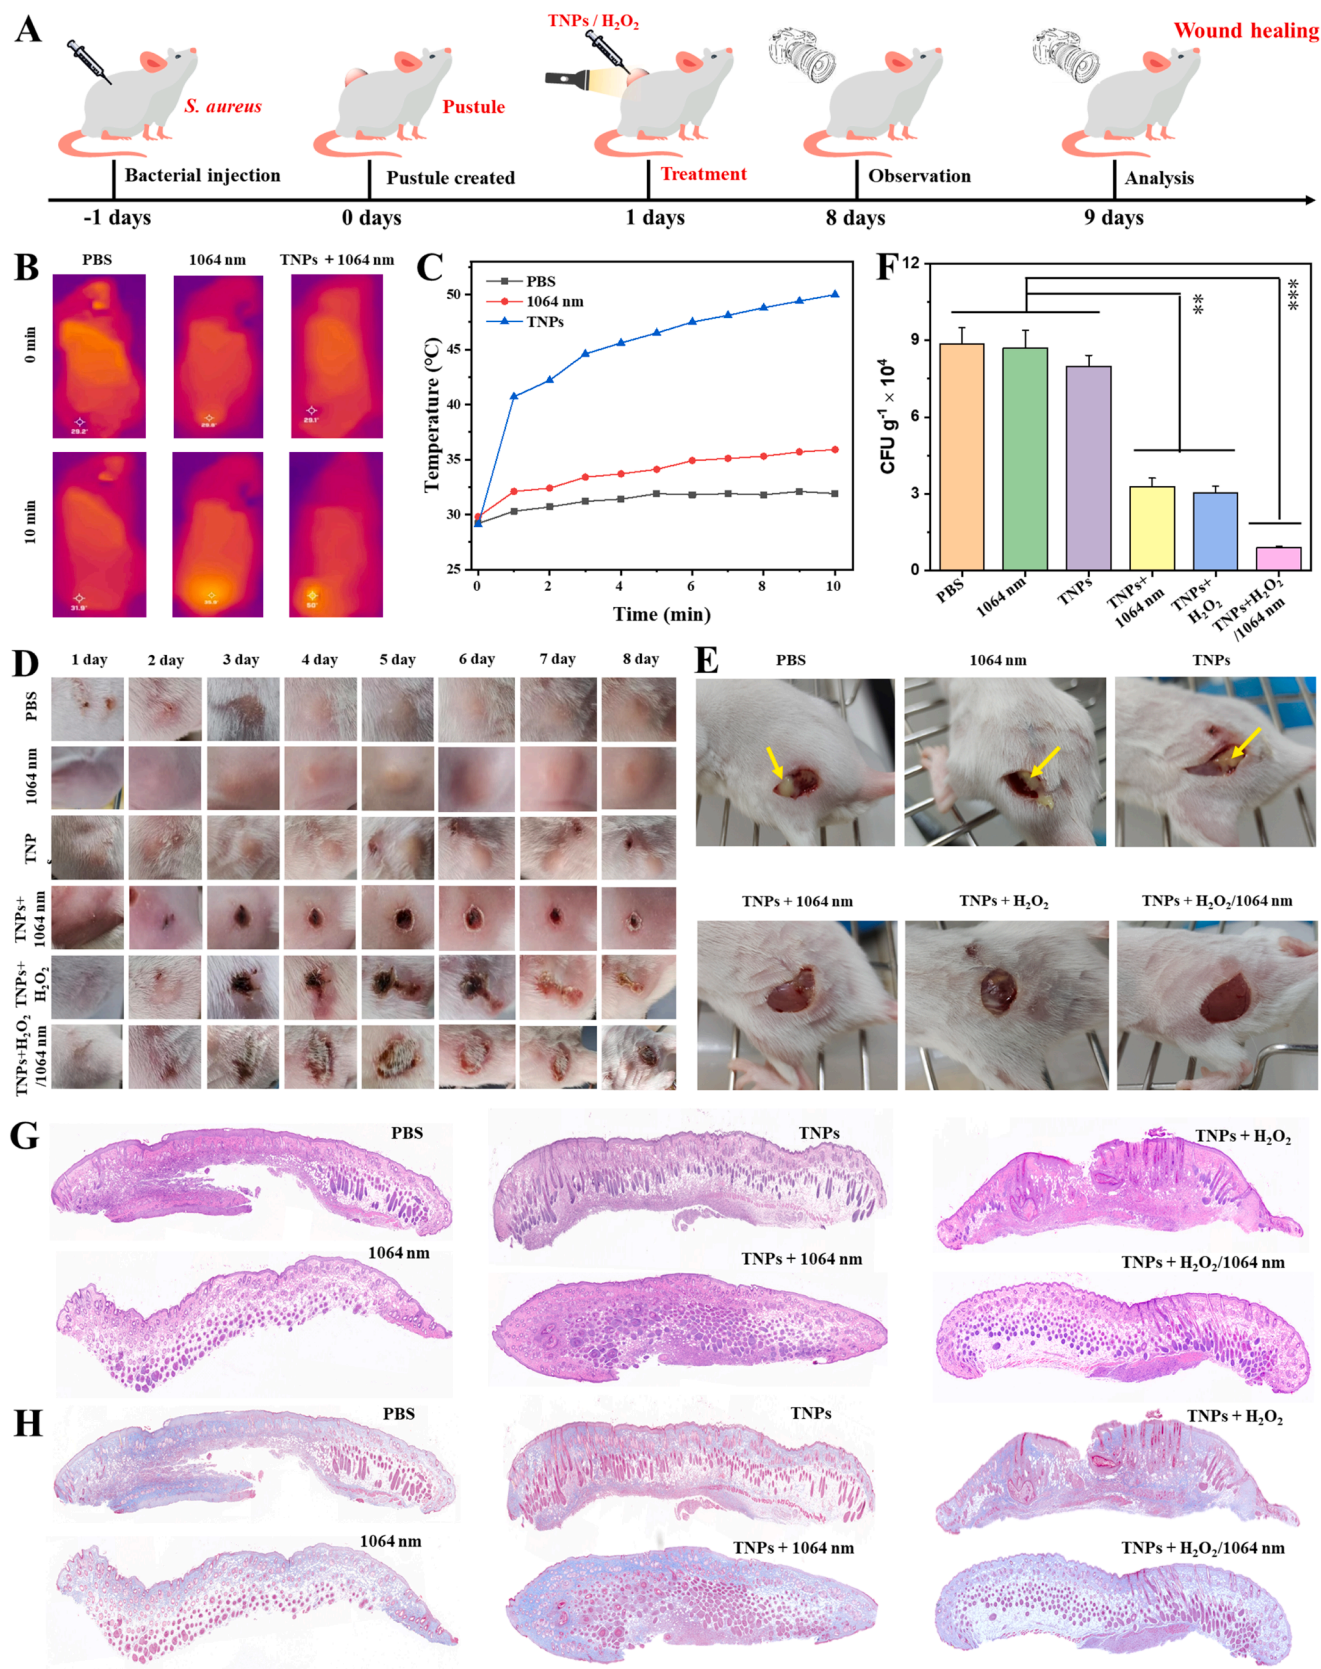 A
TNPs / H₂O₂
Wound healing
S. aureus
Pustule
Bacterial injection
Pustule created
Treatment
Observation
Analysis
-1 days
0 days
1 days
8 days
9 days
B
PBS
1064 nm
TNPs + 1064 nm
0 min
29.2°
29.1°
10 min
31.9°
50°
C
PBS
1064 nm
TNPs
Temperature (°C)
50
45
40
35
30
25
0
2
4
6
8
10
Time (min)
F
CFU g⁻¹ × 10⁴
12
9
6
3
0
**
***
PBS
1064 nm
TNPs
TNPs+
1064 nm
TNPs+
H₂O₂
TNPs+H₂O₂
/1064 nm
D
1 day
2 day
3 day
4 day
5 day
6 day
7 day
8 day
PBS
1064 nm
TNP
s
TNPs+
1064 nm
TNPs+
H₂O₂
TNPs+H₂O₂
/1064 nm
E
PBS
1064 nm
TNPs
TNPs + 1064 nm
TNPs + H₂O₂
TNPs + H₂O₂/1064 nm
G
PBS
TNPs
TNPs + H₂O₂
1064 nm
TNPs + 1064 nm
TNPs + H₂O₂/1064 nm
H
PBS
TNPs
TNPs + H₂O₂
1064 nm
TNPs + 1064 nm
TNPs + H₂O₂/1064 nm